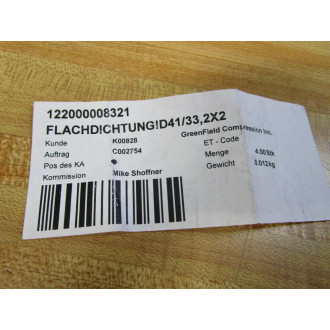 122000008321
FLACHDICHTUNG!D41/33,2X2
Kunde K00828 GreenField Compression Inc.
Auftrag C002754 ET - Code
Pos des KA Menge 4.00Stk
Kommission Mike Shoffner Gewicht 0.012kg